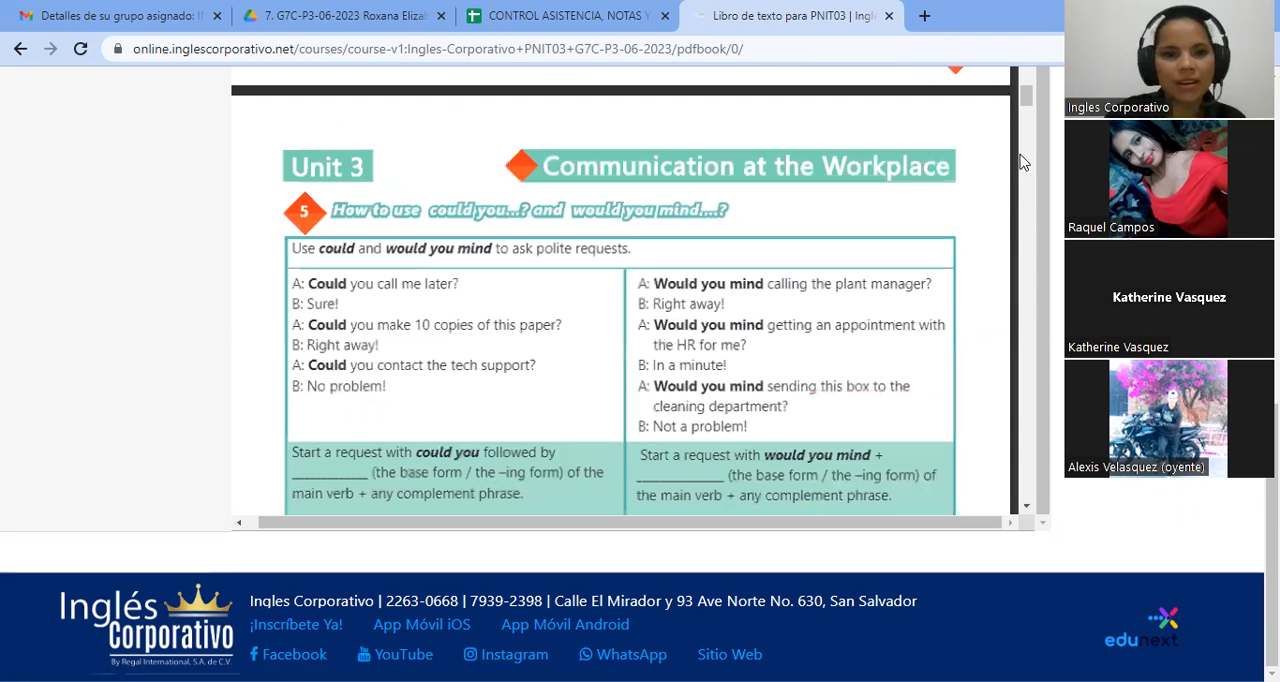 Detalles de su grupo asignado: II
7. G7C-P3-06-2023 Roxana Elizab
CONTROL ASISTENCIA, NOTAS Y
Libro de texto para PNIT03 | Ingl
online.inglescorporativo.net/courses/course-v1:Ingles-Corporativo+PNIT03+G7C-P3-06-2023/pdfbook/0/
Unit 3
Communication at the Workplace
5
How to use could you...? and would you mind....?
Use could and would you mind to ask polite requests.
A: Could you call me later?
B: Sure!
A: Could you make 10 copies of this paper?
B: Right away!
A: Could you contact the tech support?
B: No problem!
A: Would you mind calling the plant manager?
B: Right away!
A: Would you mind getting an appointment with
the HR for me?
B: In a minute!
A: Would you mind sending this box to the
cleaning department?
B: Not a problem!
Start a request with could you followed by
____________ (the base form / the –ing form) of the
main verb + any complement phrase.
Start a request with would you mind +
______________ (the base form / the –ing form) of
the main verb + any complement phrase.
Ingles Corporativo
Raquel Campos
Katherine Vasquez
Katherine Vasquez
Alexis Velasquez (oyente)
Inglés
Corporativo
By Regal International, S.A. de C.V.
Ingles Corporativo | 2263-0668 | 7939-2398 | Calle El Mirador y 93 Ave Norte No. 630, San Salvador
¡Inscríbete Ya!
App Móvil iOS
App Móvil Android
Facebook
YouTube
Instagram
WhatsApp
Sitio Web
edunext